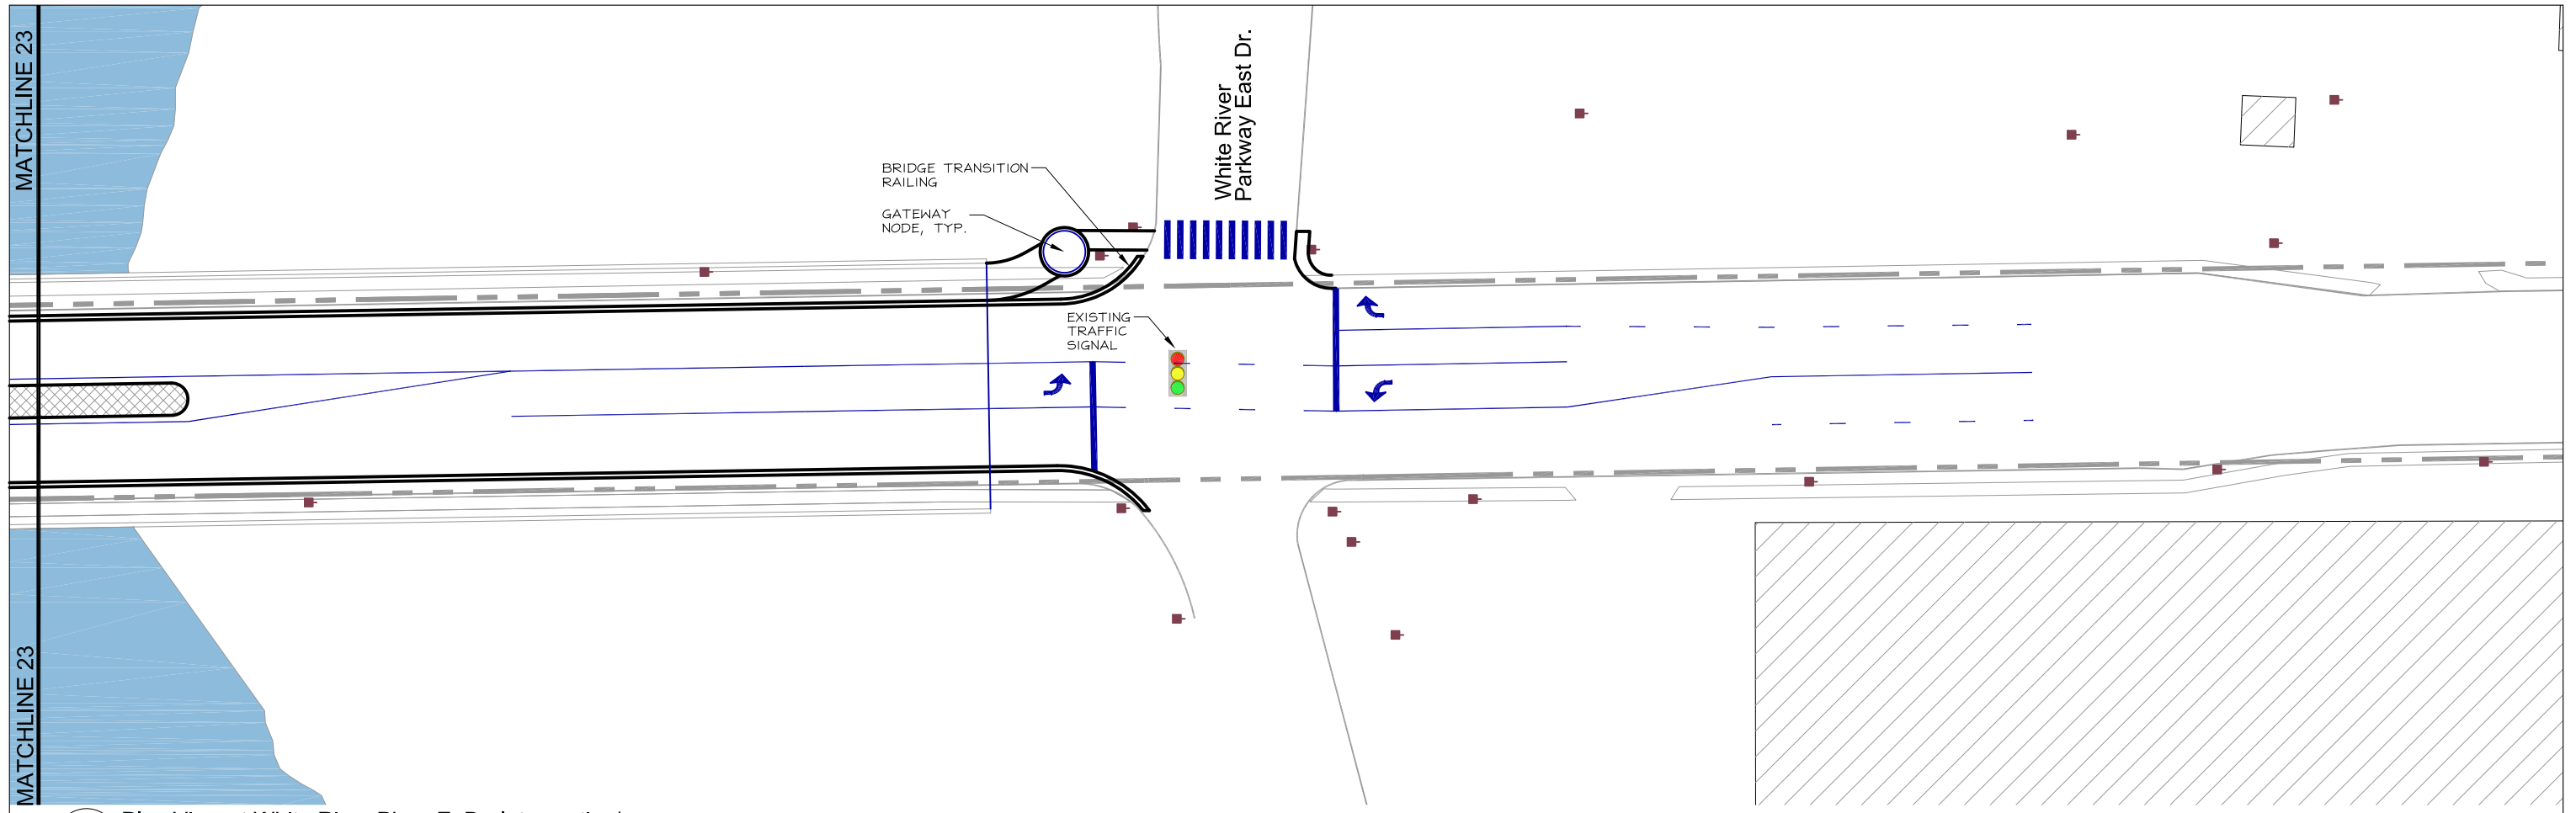 MATCHLINE 23
White River
Parkway East Dr.
BRIDGE TRANSITION
RAILING
GATEWAY
NODE, TYP.
EXISTING
TRAFFIC
SIGNAL
MATCHLINE 23